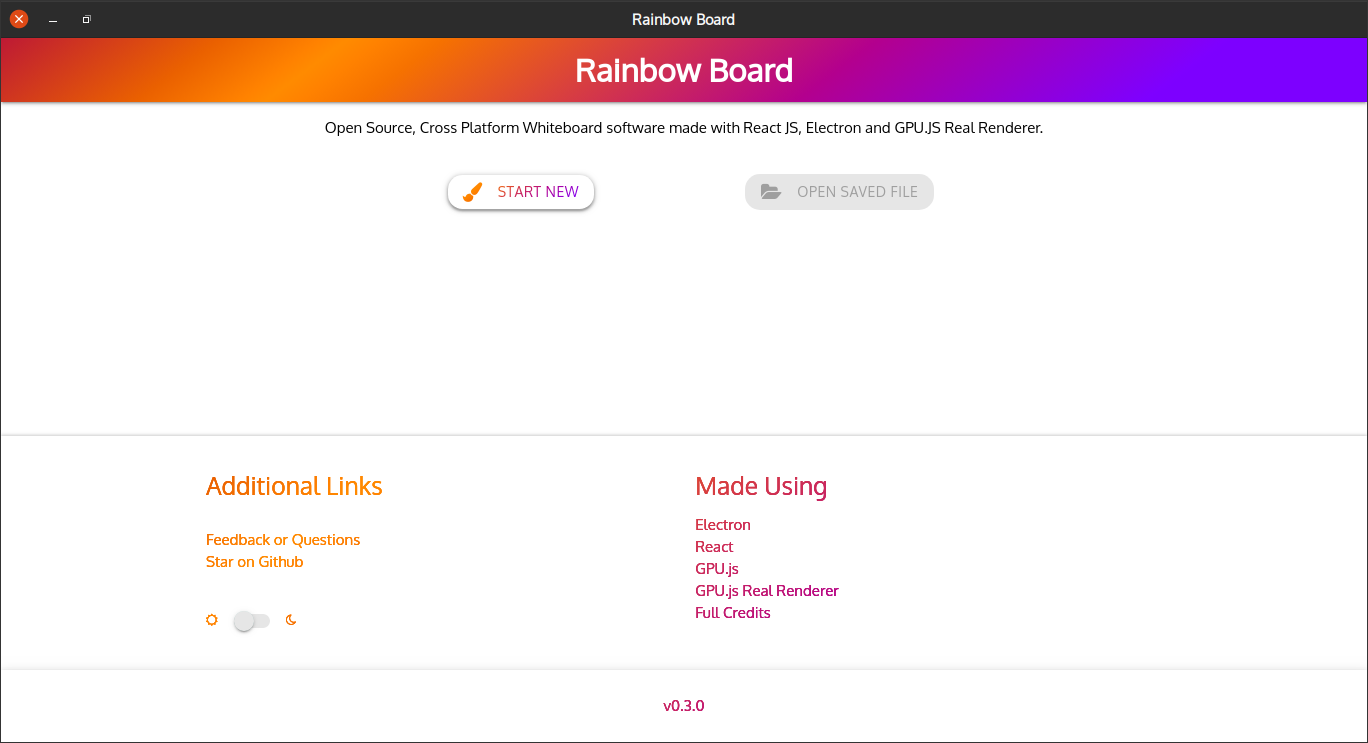 Rainbow Board
Rainbow Board
Open Source, Cross Platform Whiteboard software made with React JS, Electron and GPU.JS Real Renderer.
START NEW
OPEN SAVED FILE
Additional Links
Feedback or Questions
Star on Github
Made Using
Electron
React
GPU.js
GPU.js Real Renderer
Full Credits
v0.3.0